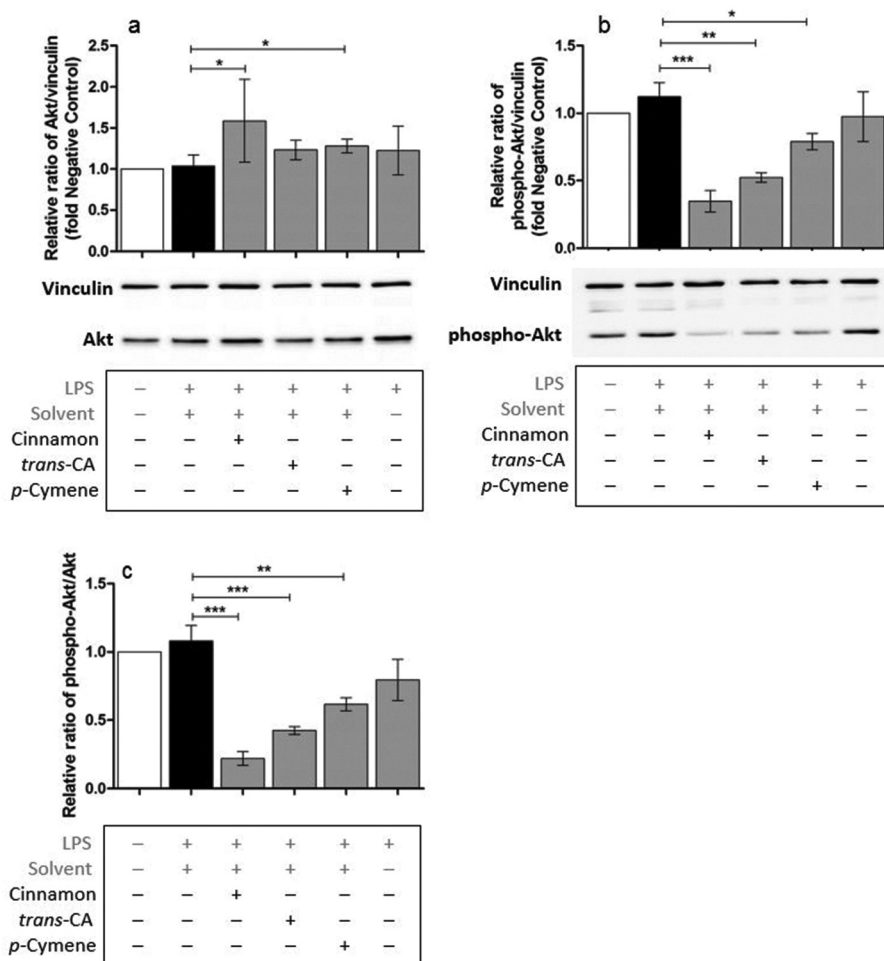 a
Relative ratio of Akt/vinculin
(fold Negative Control)
2.5
2.0
1.5
1.0
0.5
0.0
*
*
Vinculin
Akt
LPS – + + + + +
Solvent – + + + + –
Cinnamon – – + – – –
trans-CA – – – + – –
p-Cymene – – – – + –
b
Relative ratio of
phospho-Akt/vinculin
(fold Negative Control)
1.5
1.0
0.5
0.0
*
**
***
Vinculin
phospho-Akt
LPS – + + + + +
Solvent – + + + + –
Cinnamon – – + – – –
trans-CA – – – + – –
p-Cymene – – – – + –
c
Relative ratio of phospho-Akt/Akt
1.5
1.0
0.5
0.0
**
***
***
LPS – + + + + +
Solvent – + + + + –
Cinnamon – – + – – –
trans-CA – – – + – –
p-Cymene – – – – + –